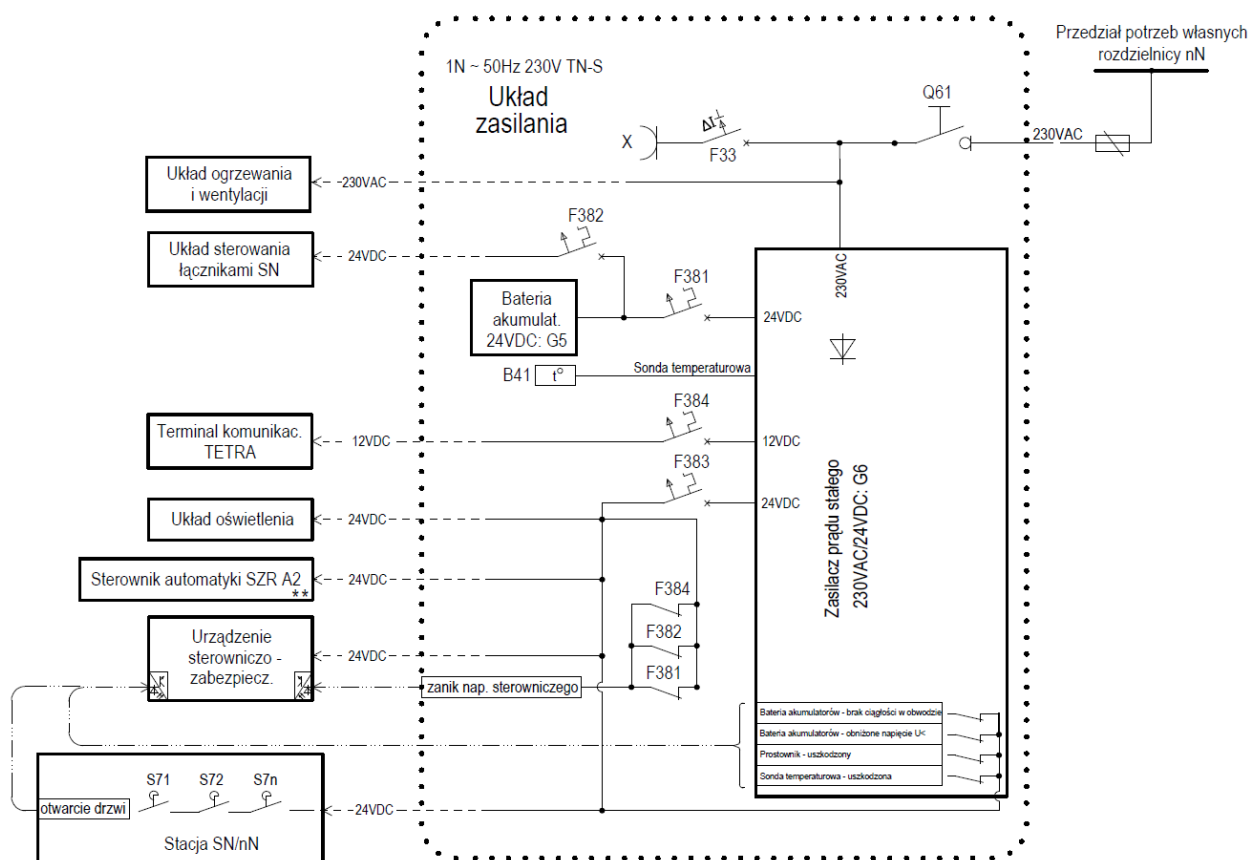 Przedział potrzeb własnych
rozdzielnicy nN
1N ~ 50Hz 230V TN-S
Układ
zasilania
Q61
ΔI
X
F33
230VAC
Układ ogrzewania
i wentylacji
230VAC
F382
Układ sterowania
łącznikami SN
24VDC
F381
230VAC
Bateria
akumulat.
24VDC: G5
24VDC
B41
t°
Sonda temperaturowa
F384
Terminal komunikac.
TETRA
12VDC
12VDC
F383
24VDC
Zasilacz prądu stałego
230VAC/24VDC: G6
Układ oświetlenia
24VDC
Sterownik automatyki SZR A2
**
24VDC
F384
Urządzenie
sterowniczo -
zabezpiecz.
24VDC
F382
F381
zanik nap. sterowniczego
Bateria akumulatorów - brak ciągłości w obwodzie
Bateria akumulatorów - obniżone napięcie U<
Prostownik - uszkodzony
Sonda temperaturowa - uszkodzona
S71
S72
S7n
otwarcie drzwi
24VDC
Stacja SN/nN